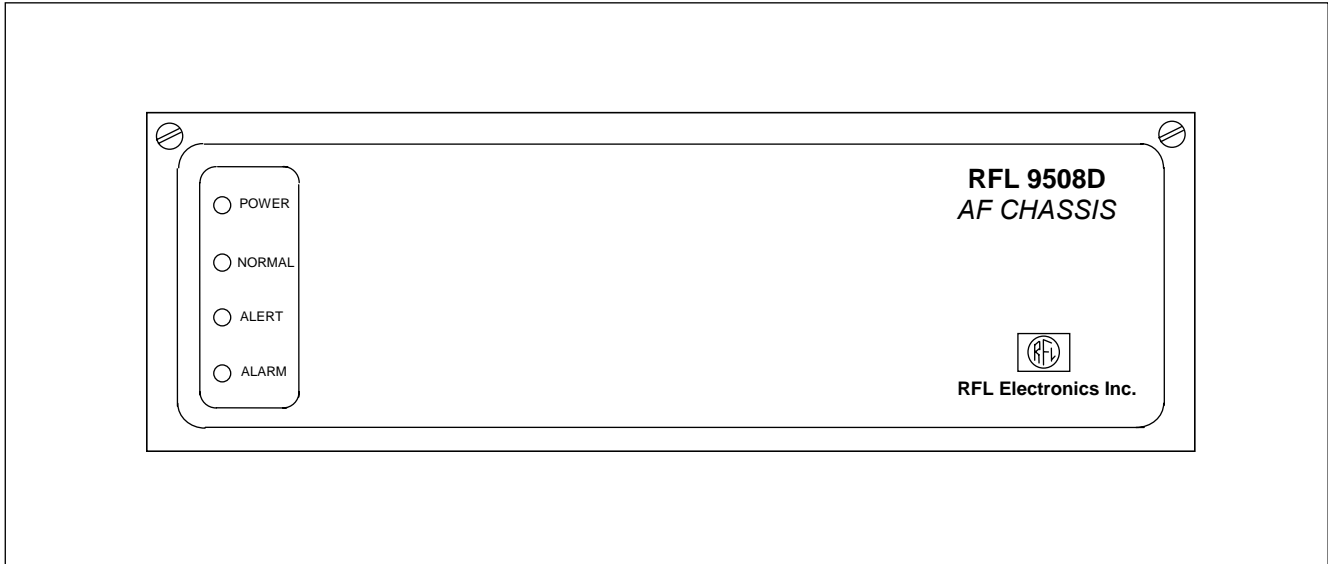 POWER
NORMAL
ALERT
ALARM
RFL 9508D
AF CHASSIS
RFL
RFL Electronics Inc.